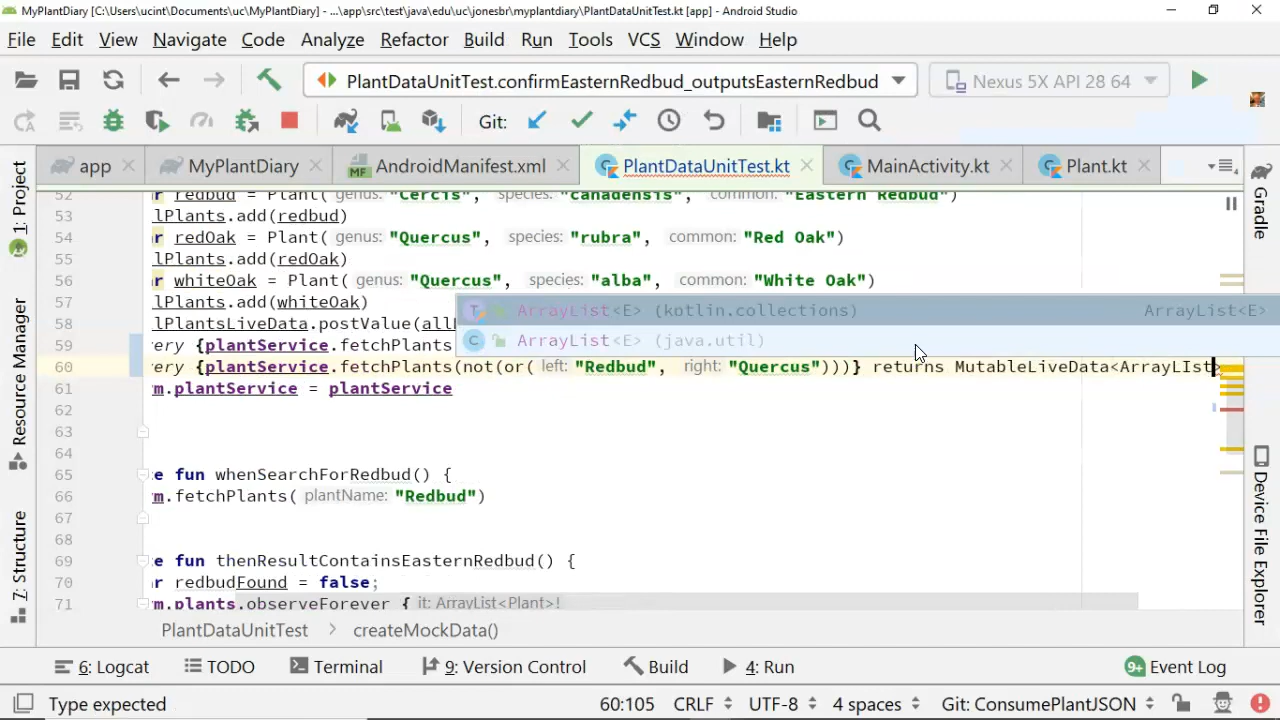 MyPlantDiary [C:\Users\ucint\Documents\uc\MyPlantDiary] - ...\app\src\test\java\edu\uc\jonesbr\myplantdiary\PlantDataUnitTest.kt [app] - Android Studio
File Edit View Navigate Code Analyze Refactor Build Run Tools VCS Window Help
PlantDataUnitTest.confirmEasternRedbud_outputsEasternRedbud Nexus 5X API 28 64
Git:
app MyPlantDiary MF AndroidManifest.xml PlantDataUnitTest.kt MainActivity.kt Plant.kt
52 r redbud = Plant( genus: "Cercis", species: "canadensis", common: "Eastern Redbud")
53 lPlants.add(redbud)
54 r redOak = Plant( genus: "Quercus", species: "rubra", common: "Red Oak")
55 lPlants.add(redOak)
56 r whiteOak = Plant( genus: "Quercus", species: "alba", common: "White Oak")
57 lPlants.add(whiteOak)
58 lPlantsLiveData.postValue(all
ArrayList<E> (kotlin.collections) ArrayList<E>
ArrayList<E> (java.util)
59 ery {plantService.fetchPlants
60 ery {plantService.fetchPlants(not(or( left: "Redbud", right: "Quercus")))} returns MutableLiveData<ArrayLIst>
61 m.plantService = plantService
62
63
64
65 e fun whenSearchForRedbud() {
66 m.fetchPlants( plantName: "Redbud")
67
68
69 e fun thenResultContainsEasternRedbud() {
70 r redbudFound = false;
71 m.plants.observeForever { it: ArrayList<Plant>!
PlantDataUnitTest > createMockData()
1: Project
Resource Manager
7: Structure
Gradle
Device File Explorer
6: Logcat TODO Terminal 9: Version Control Build 4: Run 9+ Event Log
Type expected 60:105 CRLF UTF-8 4 spaces Git: ConsumePlantJSON